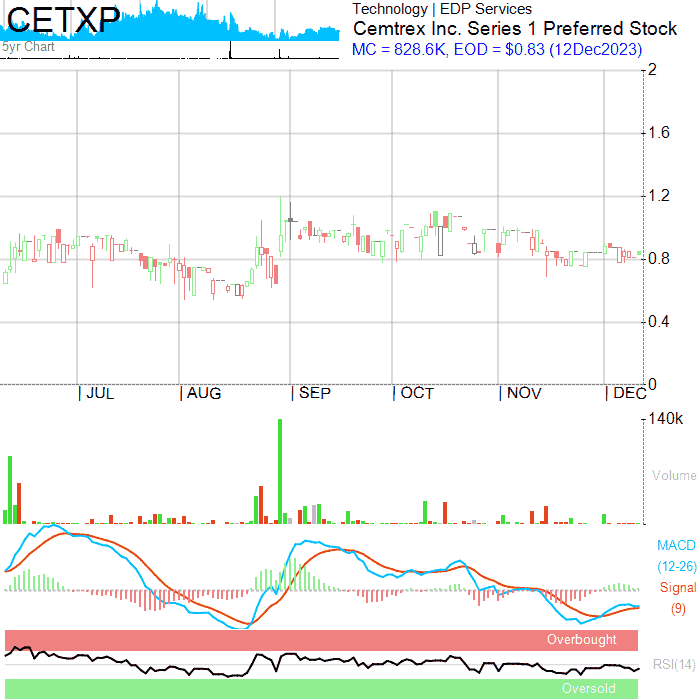 CETXP
5yr Chart
Technology | EDP Services
Cemtrex Inc. Series 1 Preferred Stock
MC = 828.6K, EOD = $0.83 (12Dec2023)
2
1.6
1.2
0.8
0.4
0
| JUL
| AUG
| SEP
| OCT
| NOV
| DEC
140k
Volume
MACD
(12-26)
Signal
(9)
Overbought
RSI(14)
Oversold